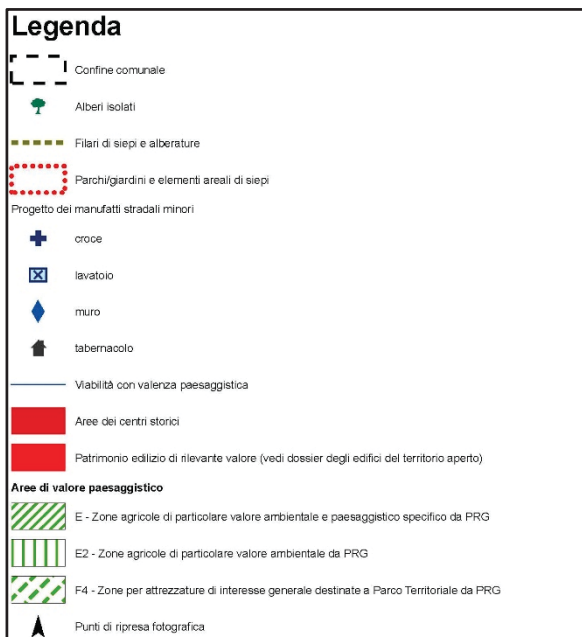 Legenda
Confine comunale
Alberi isolati
Filari di siepi e alberature
Parchi/giardini e elementi areali di siepi
Progetto dei manufatti stradali minori
croce
lavatoio
muro
tabernacolo
Viabilità con valenza paesaggistica
Aree dei centri storici
Patrimonio edilizio di rilevante valore (vedi dossier degli edifici del territorio aperto)
Aree di valore paesaggistico
E - Zone agricole di particolare valore ambientale e paesaggistico specifico da PRG
E2 - Zone agricole di particolare valore ambientale da PRG
F4 - Zone per attrezzature di interesse generale destinate a Parco Territoriale da PRG
Punti di ripresa fotografica